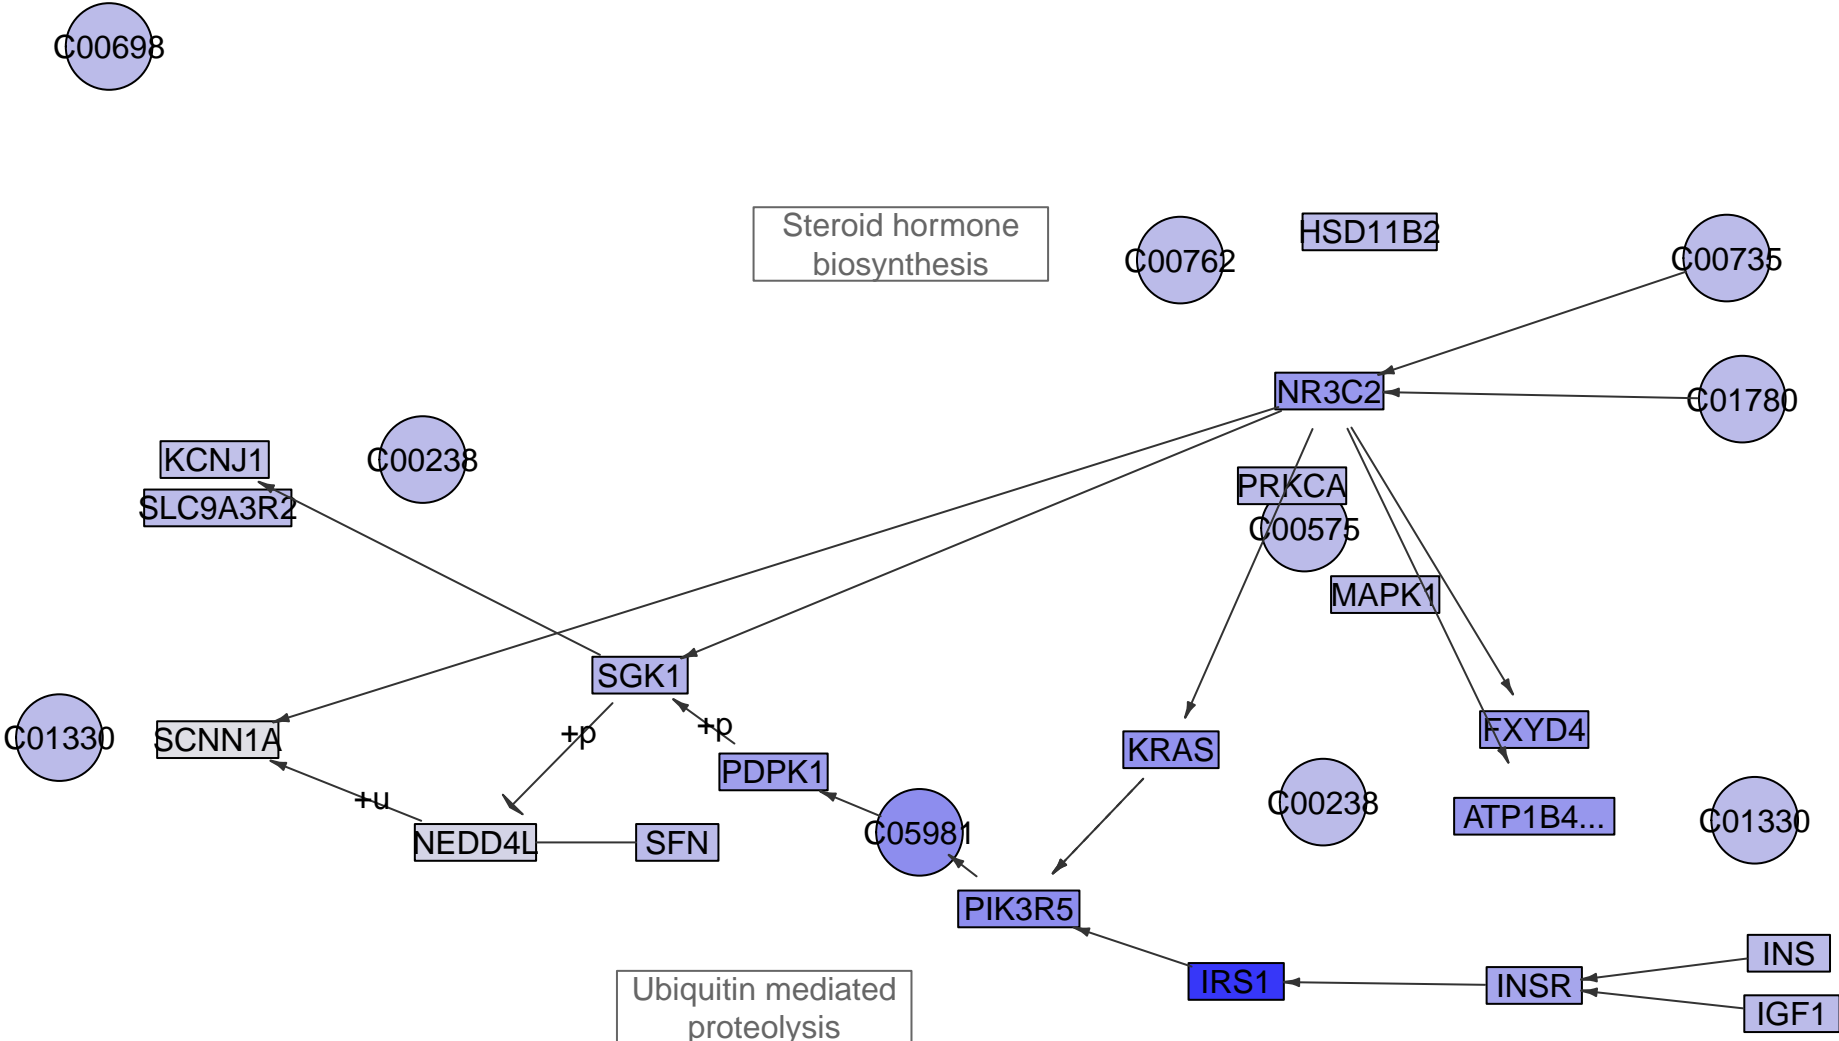 C00698
Steroid hormone
biosynthesis
C00762
HSD11B2
C00735
NR3C2
C01780
KCNJ1
C00238
SLC9A3R2
PRKCA
C00575
MAPK1
SGK1
C01330
SCNN1A
+p
+p
FXYD4
KRAS
PDPK1
+u
C00238
ATP1B4...
C01330
NEDD4L
SFN
C05981
PIK3R5
INS
IRS1
INSR
IGF1
Ubiquitin mediated
proteolysis